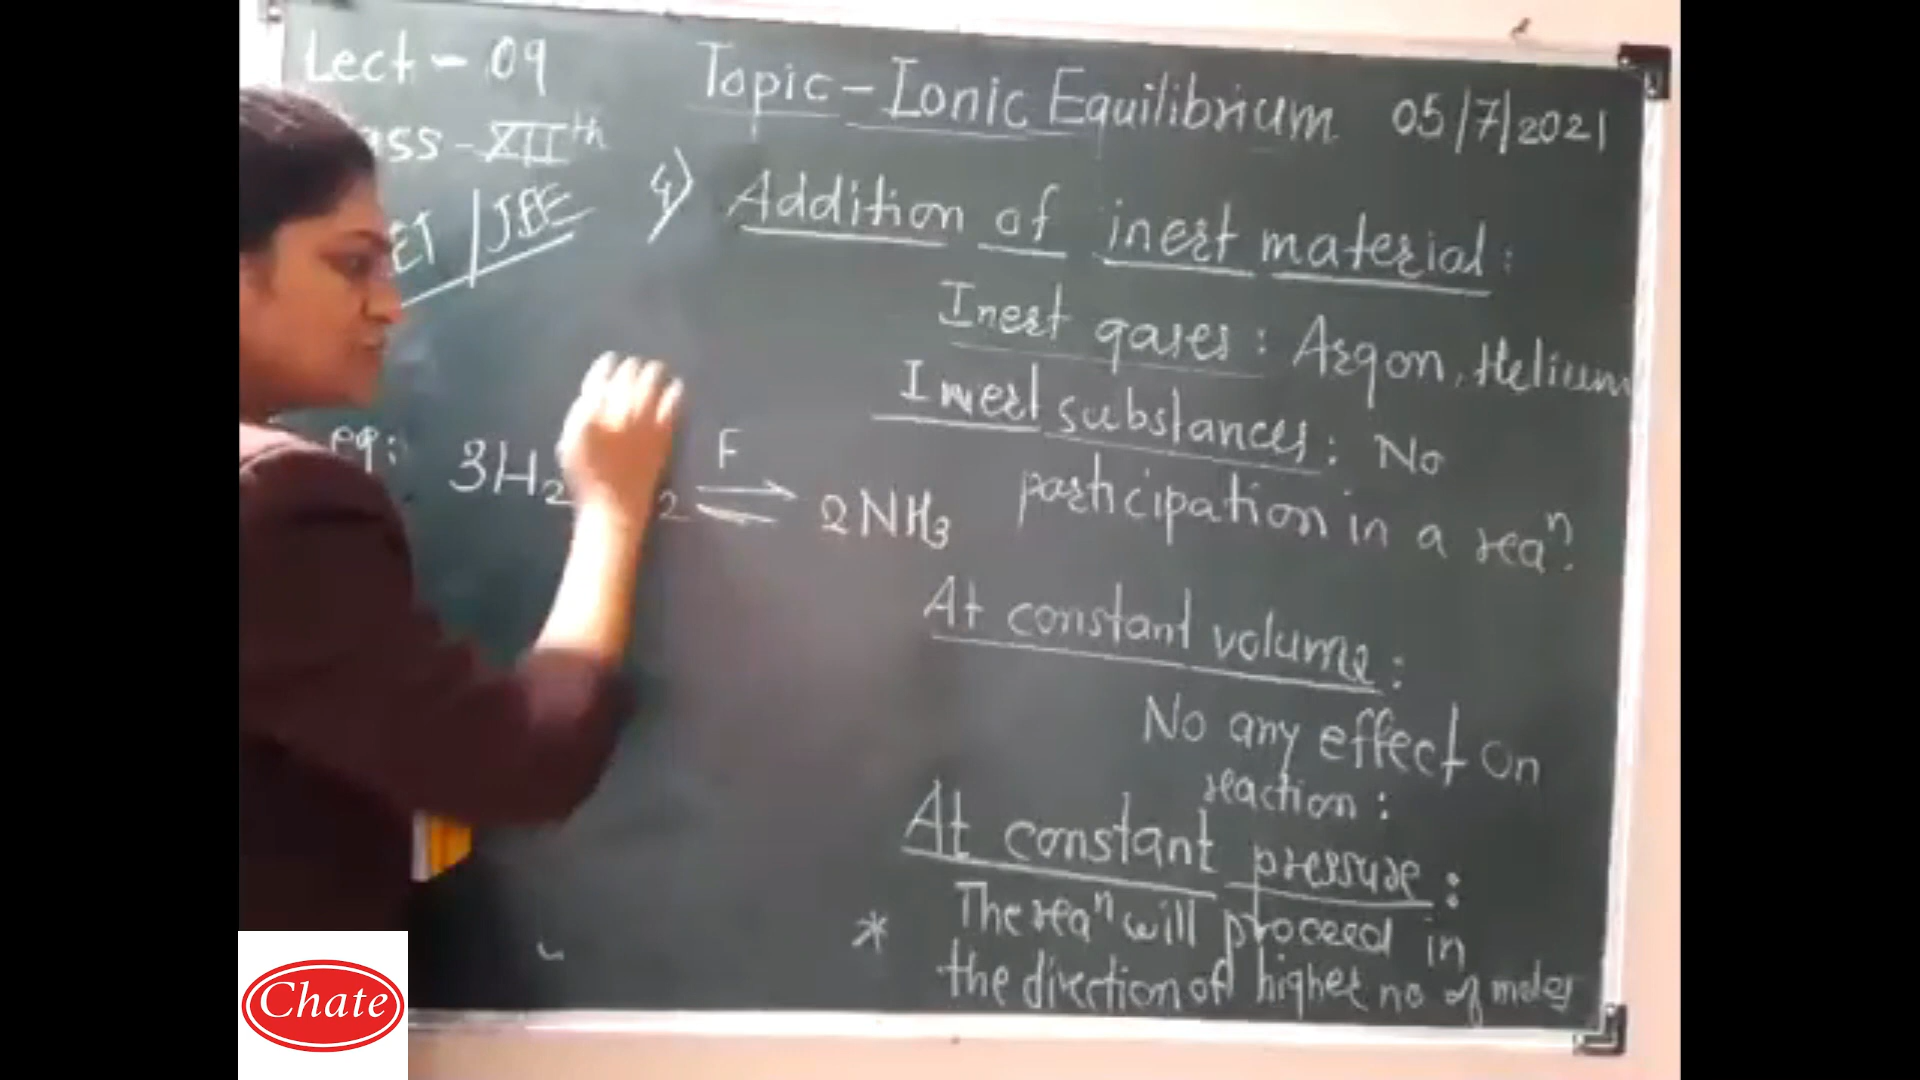 Lect - 09
Topic - Ionic Equilibrium 05/7/2021
ass - XIIth
ET / JEE
4) Addition of inert material :
Inert gases : Argon, Helium
Inert substances : No
participation in a reaⁿ.
eg: 3H₂ ₂ ⇌ 2NH₃
F
At constant volume :
No any effect on
reaction :
At constant pressure :
* The reaⁿ will proceed in
the direction of higher no of moles
Chate